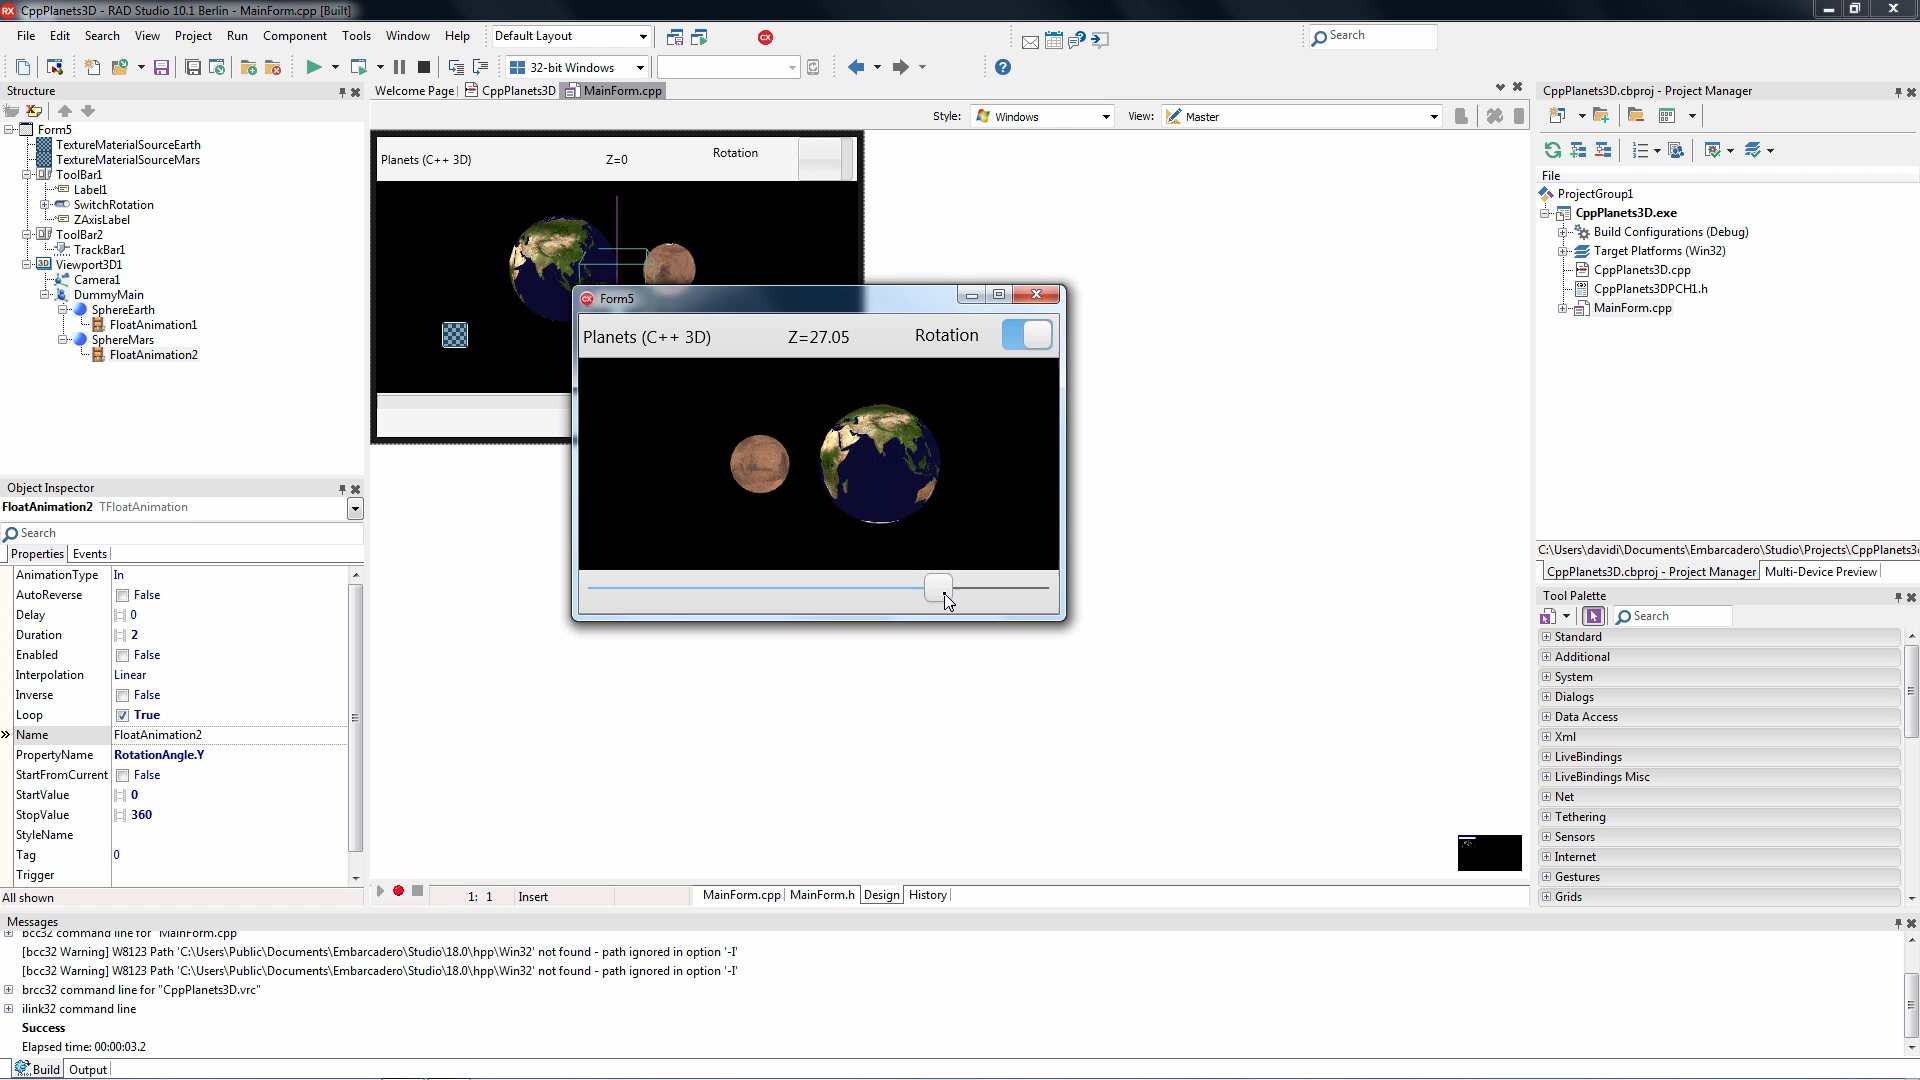 CppPlanets3D - RAD Studio 10.1 Berlin - MainForm.cpp [Built]
File Edit Search View Project Run Component Tools Window Help
Default Layout
Search
32-bit Windows
Structure
Form5
TextureMaterialSourceEarth
TextureMaterialSourceMars
ToolBar1
Label1
SwitchRotation
ZAxisLabel
ToolBar2
TrackBar1
Viewport3D1
Camera1
DummyMain
SphereEarth
FloatAnimation1
SphereMars
FloatAnimation2
Object Inspector
FloatAnimation2 TFloatAnimation
Search
Properties Events
AnimationType In
AutoReverse False
Delay 0
Duration 2
Enabled False
Interpolation Linear
Inverse False
Loop True
Name FloatAnimation2
PropertyName RotationAngle.Y
StartFromCurrent False
StartValue 0
StopValue 360
StyleName
Tag 0
Trigger
All shown
Welcome Page CppPlanets3D MainForm.cpp
Style: Windows View: Master
Planets (C++ 3D) Z=0 Rotation
Form5
Planets (C++ 3D) Z=27.05 Rotation
1: 1 Insert
MainForm.cpp MainForm.h Design History
CppPlanets3D.cbproj - Project Manager
File
ProjectGroup1
CppPlanets3D.exe
Build Configurations (Debug)
Target Platforms (Win32)
CppPlanets3D.cpp
CppPlanets3DPCH1.h
MainForm.cpp
C:\Users\davidi\Documents\Embarcadero\Studio\Projects\CppPlanets3
CppPlanets3D.cbproj - Project Manager Multi-Device Preview
Tool Palette
Search
Standard
Additional
System
Dialogs
Data Access
Xml
LiveBindings
LiveBindings Misc
Net
Tethering
Sensors
Internet
Gestures
Grids
Messages
bcc32 command line for "MainForm.cpp"
[bcc32 Warning] W8123 Path 'C:\Users\Public\Documents\Embarcadero\Studio\18.0\hpp\Win32' not found - path ignored in option '-I'
[bcc32 Warning] W8123 Path 'C:\Users\Public\Documents\Embarcadero\Studio\18.0\hpp\Win32' not found - path ignored in option '-I'
brcc32 command line for "CppPlanets3D.vrc"
ilink32 command line
Success
Elapsed time: 00:00:03.2
Build Output